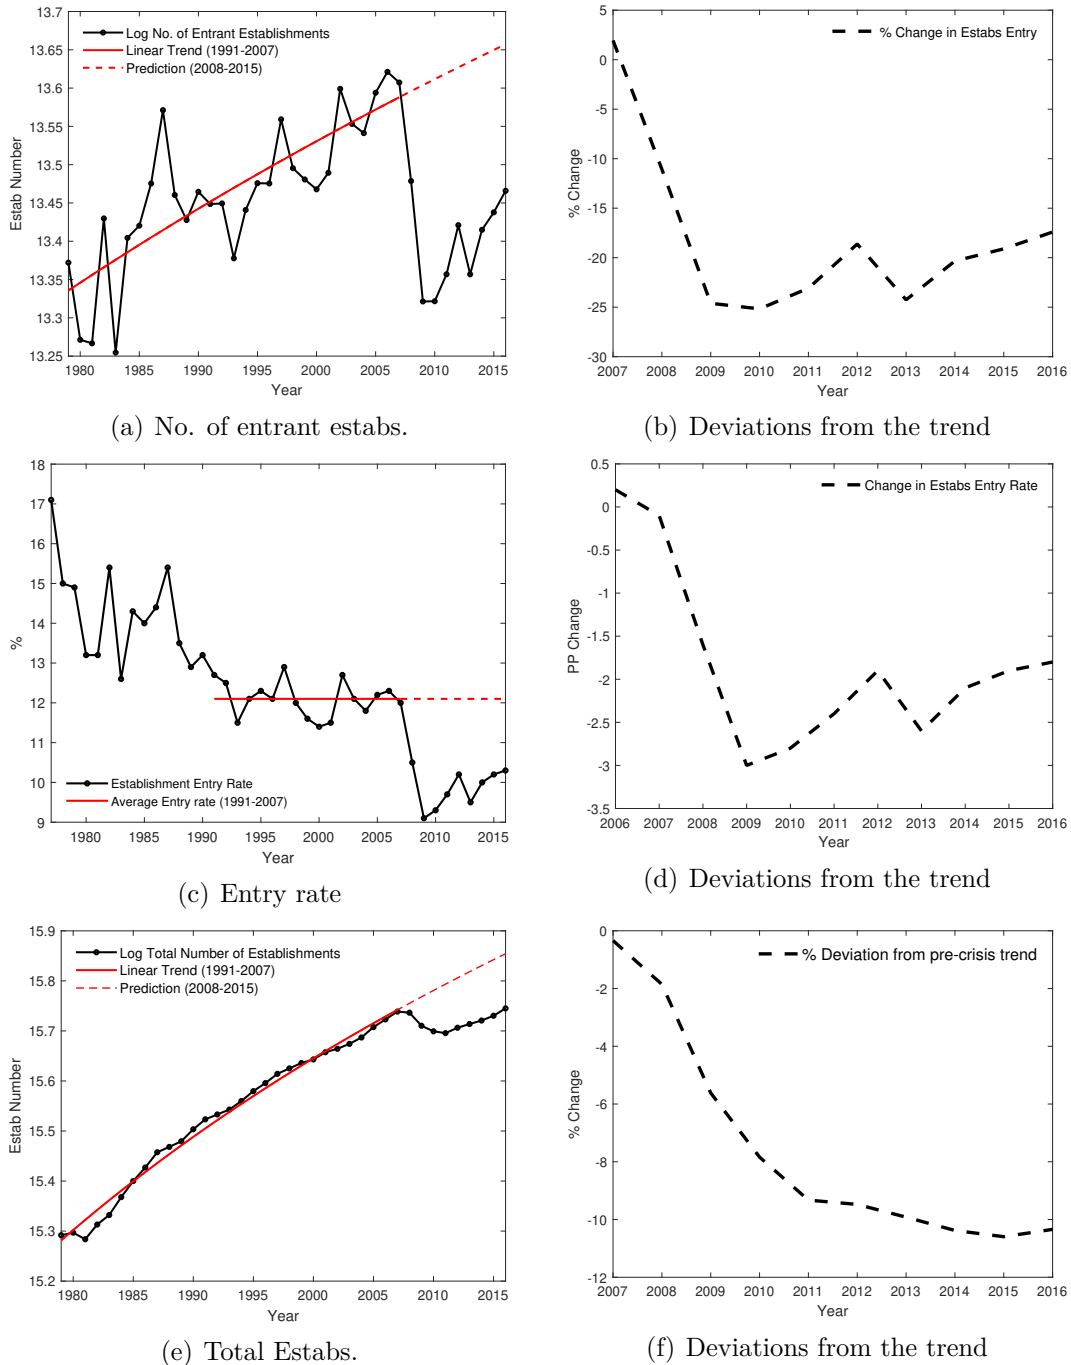 13.7
13.65
13.6
13.55
13.5
13.45
13.4
13.35
13.3
13.25
Estab Number
Log No. of Entrant Establishments
Linear Trend (1991-2007)
Prediction (2008-2015)
1980 1985 1990 1995 2000 2005 2010 2015
Year
(a) No. of entrant estabs.
5
0
-5
-10
-15
-20
-25
-30
% Change
% Change in Estabs Entry
2007 2008 2009 2010 2011 2012 2013 2014 2015 2016
Year
(b) Deviations from the trend
18
17
16
15
14
13
12
11
10
9
%
Establishment Entry Rate
Average Entry rate (1991-2007)
1980 1985 1990 1995 2000 2005 2010 2015
Year
(c) Entry rate
0.5
0
-0.5
-1
-1.5
-2
-2.5
-3
-3.5
PP Change
Change in Estabs Entry Rate
2006 2007 2008 2009 2010 2011 2012 2013 2014 2015 2016
Year
(d) Deviations from the trend
15.9
15.8
15.7
15.6
15.5
15.4
15.3
15.2
Estab Number
Log Total Number of Establishments
Linear Trend (1991-2007)
Prediction (2008-2015)
1980 1985 1990 1995 2000 2005 2010 2015
Year
(e) Total Estabs.
0
-2
-4
-6
-8
-10
-12
% Change
% Deviation from pre-crisis trend
2007 2008 2009 2010 2011 2012 2013 2014 2015 2016
Year
(f) Deviations from the trend